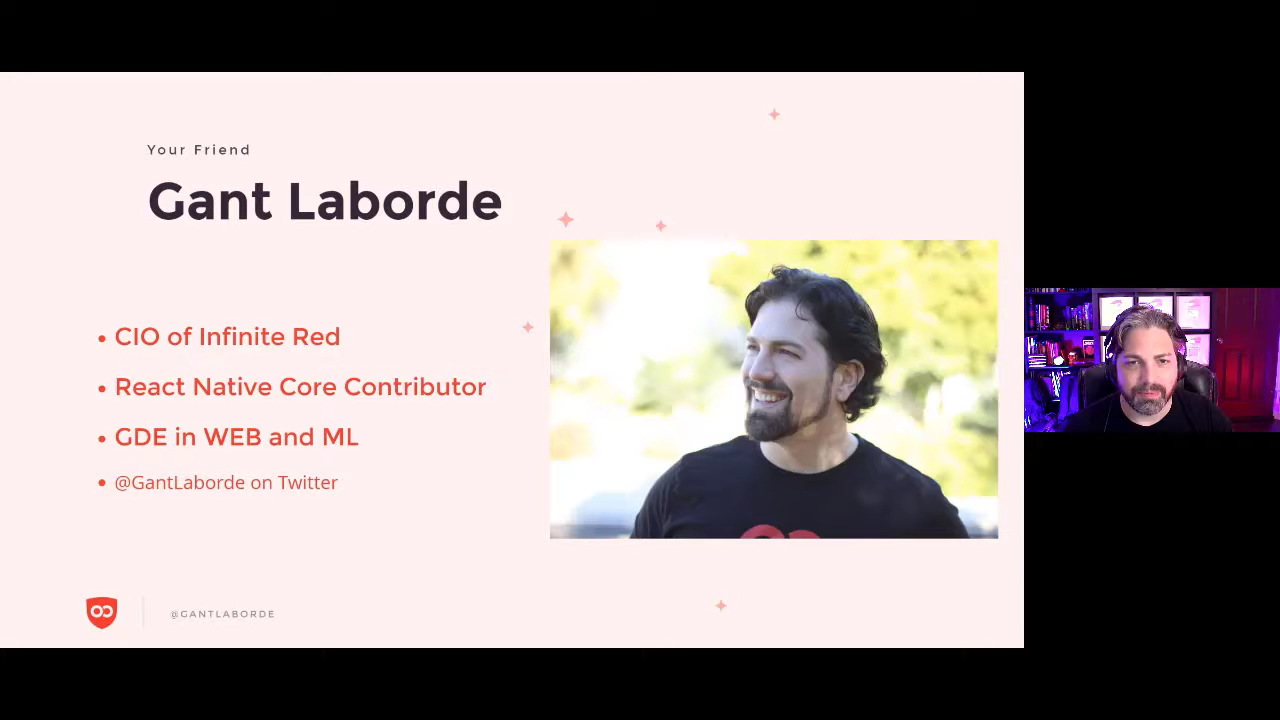 Your Friend
Gant Laborde
CIO of Infinite Red
React Native Core Contributor
GDE in WEB and ML
@GantLaborde on Twitter
@GANTLABORDE